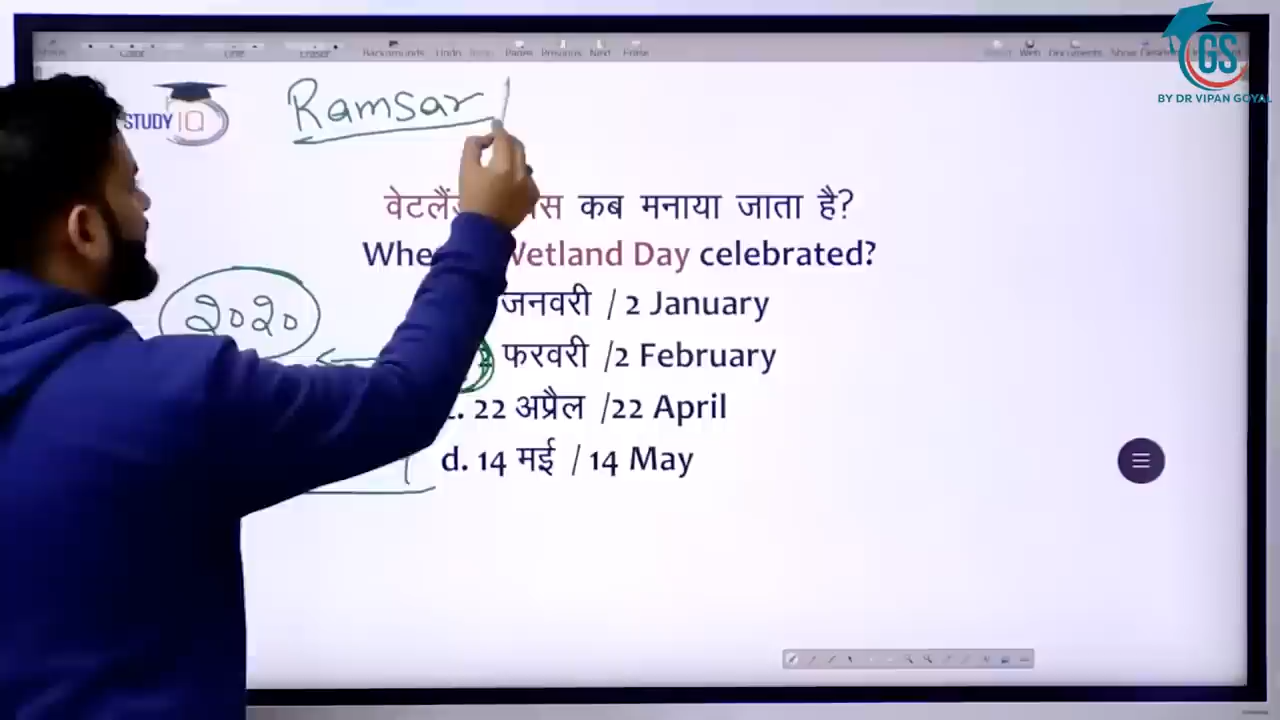 Ramsar
STUDY IQ
GS
BY DR VIPAN GOYAL
कब मनाया जाता है?
Wetland Day celebrated?
जनवरी / 2 January
2020
फरवरी /2 February
22 अप्रैल /22 April
d. 14 मई / 14 May